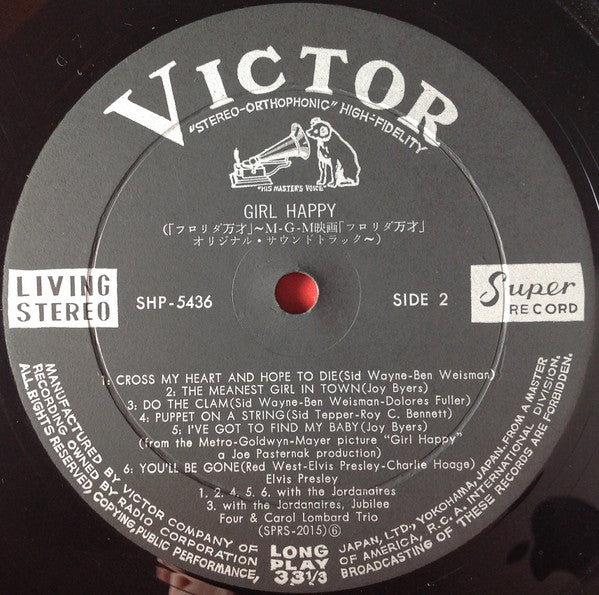 VICTOR
"STEREO-ORTHOPHONIC" HIGH-FIDELITY
"HIS MASTER'S VOICE"
GIRL HAPPY
(「フロリダ万才」~M-G-M映画「フロリダ万才」
オリジナル・サウンドトラック~)
LIVING
STEREO
SHP-5436
SIDE 2
Super
RECORD
1: CROSS MY HEART AND HOPE TO DIE(Sid Wayne-Ben Weisman)
2: THE MEANEST GIRL IN TOWN(Joy Byers)
3: DO THE CLAM(Sid Wayne-Ben Weisman-Dolores Fuller)
4: PUPPET ON A STRING(Sid Tepper-Roy C. Bennett)
5: I'VE GOT TO FIND MY BABY(Joy Byers)
(from the Metro-Goldwyn-Mayer picture "Girl Happy"
a Joe Pasternak production)
6: YOU'LL BE GONE(Red West-Elvis Presley-Charlie Hoage)
Elvis Presley
1, 2, 4, 5, 6. with the Jordanaires
3. with the Jordanaires, Jubilee
Four & Carol Lombard Trio
(SPRS-2015)⑥
LONG
PLAY
33 1/3
MANUFACTURED BY VICTOR COMPANY OF JAPAN, LTD., YOKOHAMA, JAPAN. FROM A MASTER
RECORDING OWNED BY RADIO CORPORATION OF AMERICA, R.C.A. INTERNATIONAL DIVISION.
ALL RIGHTS RESERVED, COPYING, PUBLIC PERFORMANCE, BROADCASTING OF THESE RECORDS ARE FORBIDDEN.